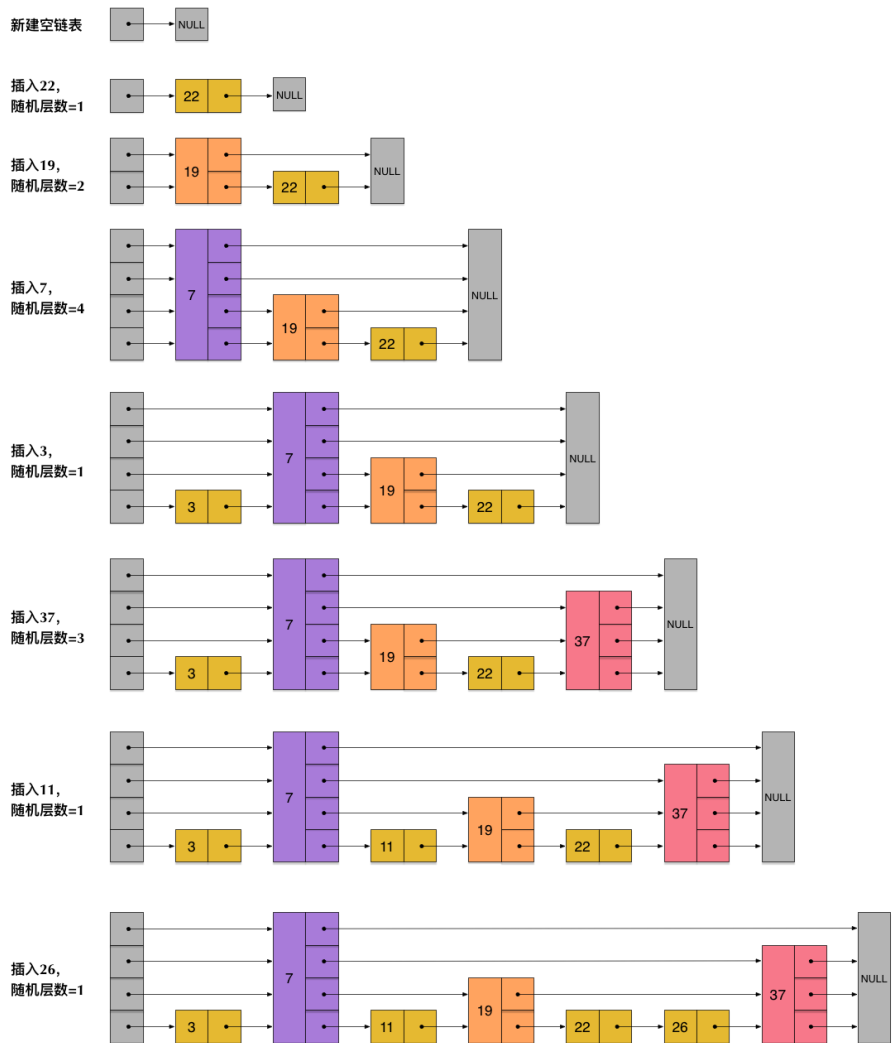 新建空链表
NULL
插入22,
随机层数=1
22
NULL
插入19,
随机层数=2
19
22
NULL
插入7,
随机层数=4
7
19
22
NULL
插入3,
随机层数=1
3
7
19
22
NULL
插入37,
随机层数=3
3
7
19
22
37
NULL
插入11,
随机层数=1
3
7
11
19
22
37
NULL
插入26,
随机层数=1
3
7
11
19
22
26
37
NULL